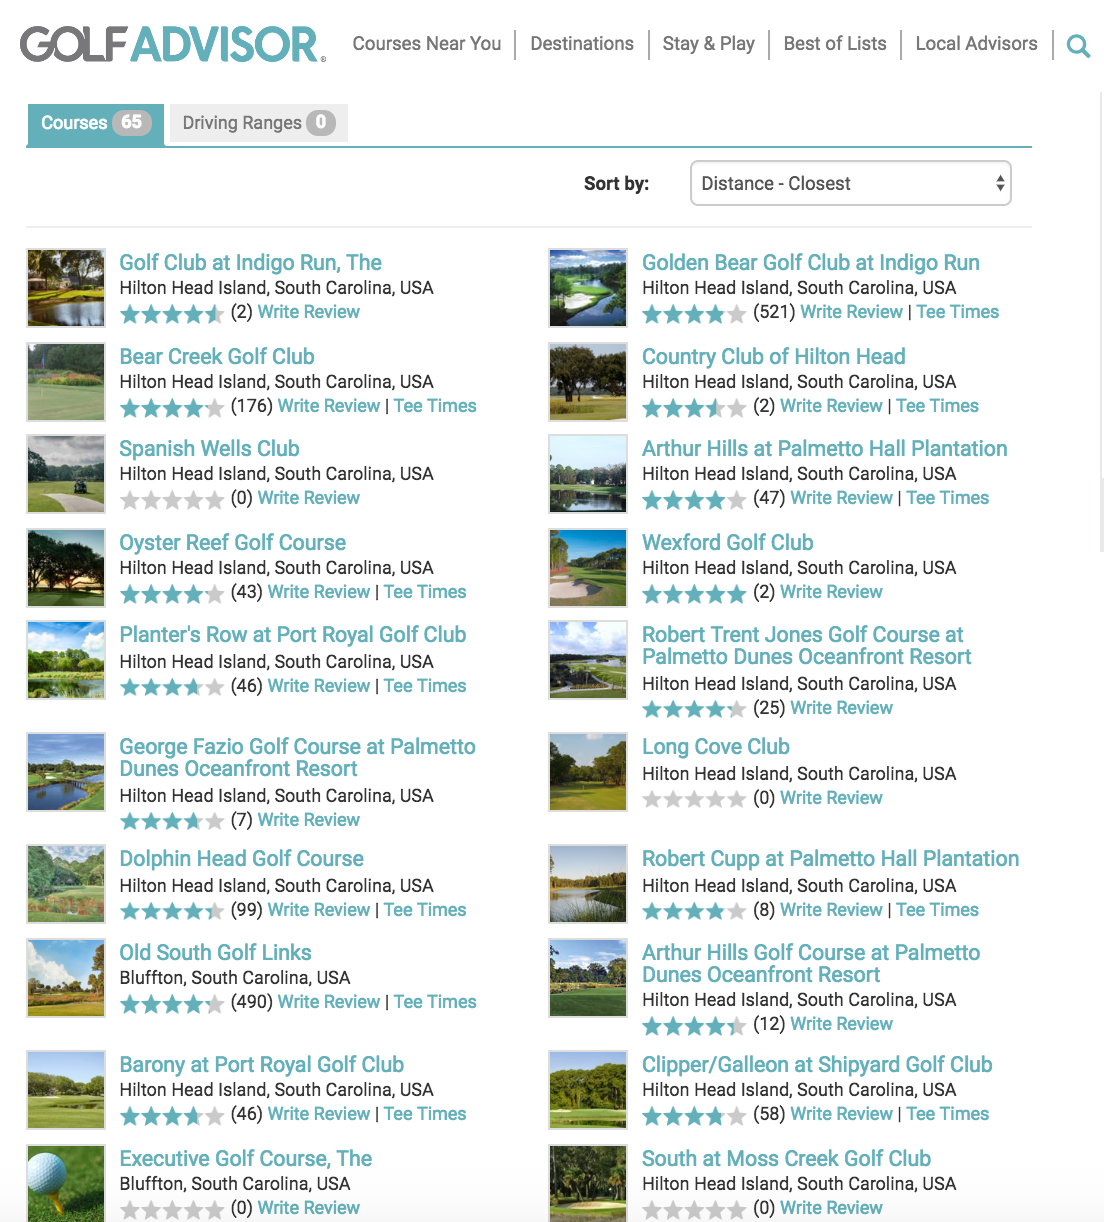 GOLFADVISOR®
Courses Near You
Destinations
Stay & Play
Best of Lists
Local Advisors
Courses 65
Driving Ranges 0
Sort by:
Distance - Closest
Golf Club at Indigo Run, The
Hilton Head Island, South Carolina, USA
(2) Write Review
Golden Bear Golf Club at Indigo Run
Hilton Head Island, South Carolina, USA
(521) Write Review | Tee Times
Bear Creek Golf Club
Hilton Head Island, South Carolina, USA
(176) Write Review | Tee Times
Country Club of Hilton Head
Hilton Head Island, South Carolina, USA
(2) Write Review | Tee Times
Spanish Wells Club
Hilton Head Island, South Carolina, USA
(0) Write Review
Arthur Hills at Palmetto Hall Plantation
Hilton Head Island, South Carolina, USA
(47) Write Review | Tee Times
Oyster Reef Golf Course
Hilton Head Island, South Carolina, USA
(43) Write Review | Tee Times
Wexford Golf Club
Hilton Head Island, South Carolina, USA
(2) Write Review
Planter's Row at Port Royal Golf Club
Hilton Head Island, South Carolina, USA
(46) Write Review | Tee Times
Robert Trent Jones Golf Course at
Palmetto Dunes Oceanfront Resort
Hilton Head Island, South Carolina, USA
(25) Write Review
George Fazio Golf Course at Palmetto
Dunes Oceanfront Resort
Hilton Head Island, South Carolina, USA
(7) Write Review
Long Cove Club
Hilton Head Island, South Carolina, USA
(0) Write Review
Dolphin Head Golf Course
Hilton Head Island, South Carolina, USA
(99) Write Review | Tee Times
Robert Cupp at Palmetto Hall Plantation
Hilton Head Island, South Carolina, USA
(8) Write Review | Tee Times
Old South Golf Links
Bluffton, South Carolina, USA
(490) Write Review | Tee Times
Arthur Hills Golf Course at Palmetto
Dunes Oceanfront Resort
Hilton Head Island, South Carolina, USA
(12) Write Review
Barony at Port Royal Golf Club
Hilton Head Island, South Carolina, USA
(46) Write Review | Tee Times
Clipper/Galleon at Shipyard Golf Club
Hilton Head Island, South Carolina, USA
(58) Write Review | Tee Times
Executive Golf Course, The
Bluffton, South Carolina, USA
(0) Write Review
South at Moss Creek Golf Club
Hilton Head Island, South Carolina, USA
(0) Write Review